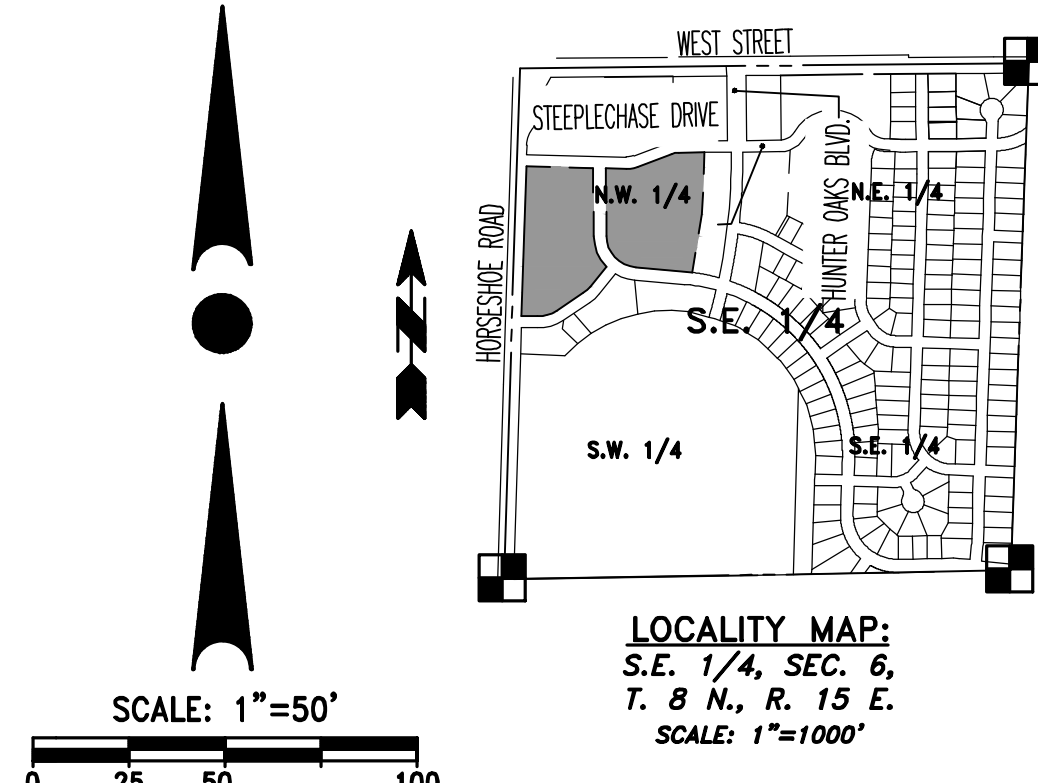 WEST STREET
STEEPLECHASE DRIVE
HUNTER OAKS BLVD.
HORSESHOE ROAD
N.W. 1/4
N.E. 1/4
S.E. 1/4
S.W. 1/4
S.E. 1/4
N
LOCALITY MAP:
S.E. 1/4, SEC. 6,
T. 8 N., R. 15 E.
SCALE: 1"=1000'
SCALE: 1"=50'
0 25 50 100